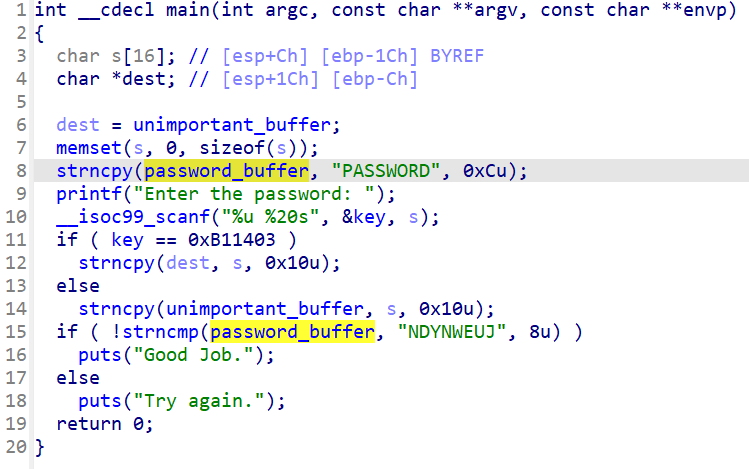 1 int __cdecl main(int argc, const char **argv, const char **envp)
2 {
3   char s[16]; // [esp+Ch] [ebp-1Ch] BYREF
4   char *dest; // [esp+1Ch] [ebp-Ch]
5
6   dest = unimportant_buffer;
7   memset(s, 0, sizeof(s));
8   strncpy(password_buffer, "PASSWORD", 0xCu);
9   printf("Enter the password: ");
10   __isoc99_scanf("%u %20s", &key, s);
11   if ( key == 0xB11403 )
12     strncpy(dest, s, 0x10u);
13   else
14     strncpy(unimportant_buffer, s, 0x10u);
15   if ( !strncmp(password_buffer, "NDYNWEUJ", 8u) )
16     puts("Good Job.");
17   else
18     puts("Try again.");
19   return 0;
20 }